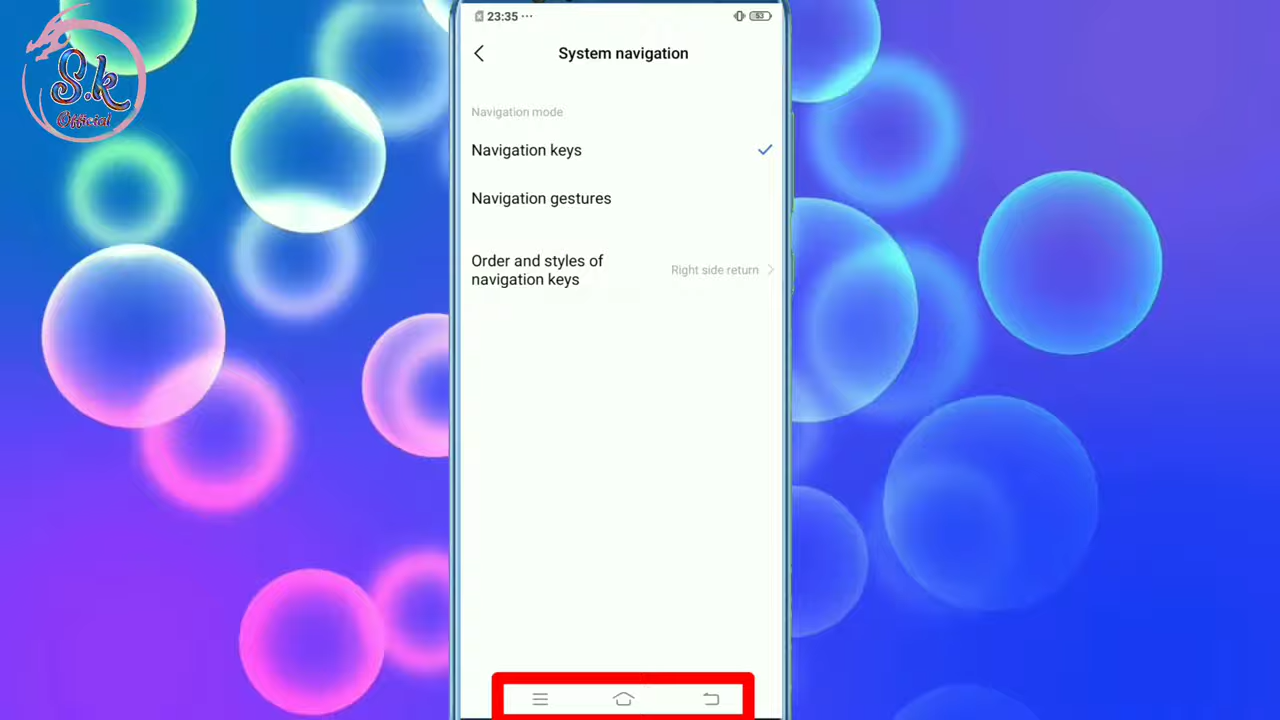 S.k
Official
23:35 ···
53
System navigation
Navigation mode
Navigation keys
Navigation gestures
Order and styles of
navigation keys
Right side return